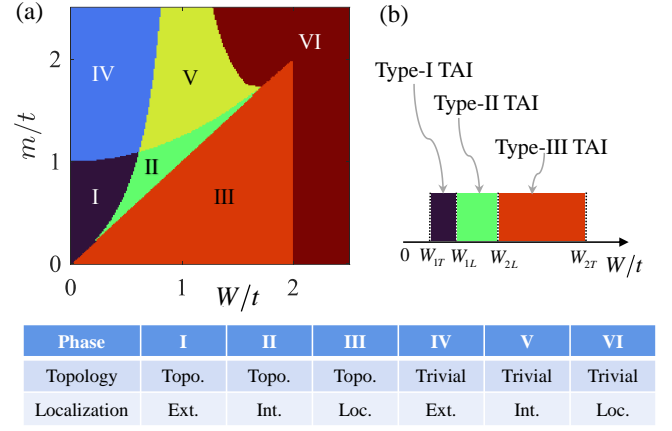 (a)
2
1
0
m/t
IV
V
VI
I
II
III
0
1
2
W/t
(b)
Type-I TAI
Type-II TAI
Type-III TAI
0
W1T
W1L
W2L
W2T
W/t
Phase I II III IV V VI
Topology Topo. Topo. Topo. Trivial Trivial Trivial
Localization Ext. Int. Loc. Ext. Int. Loc.